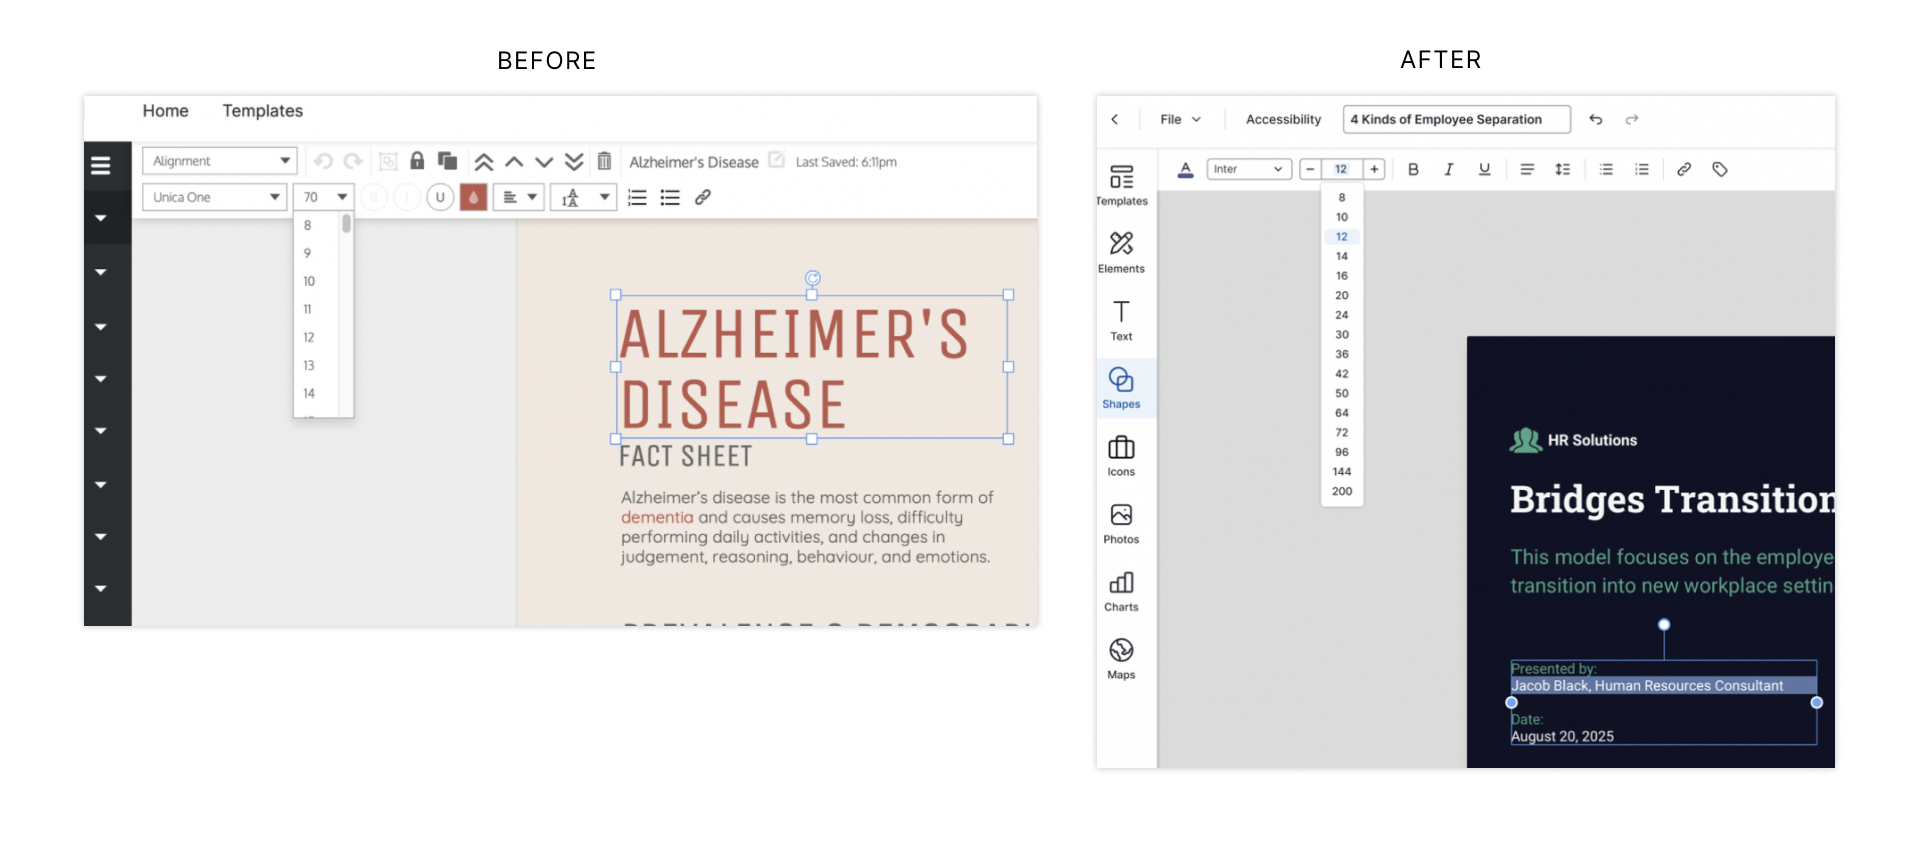 BEFORE
Home Templates
Alignment Alzheimer's Disease Last Saved: 6:11pm
Unica One 70 B I U A
8
9
10
11
12
13
14
ALZHEIMER'S
DISEASE
FACT SHEET
Alzheimer's disease is the most common form of
dementia and causes memory loss, difficulty
performing daily activities, and changes in
judgement, reasoning, behaviour, and emotions.
AFTER
File Accessibility 4 Kinds of Employee Separation
A Inter − 12 + B I U
Templates
Elements
Text
Shapes
Icons
Photos
Charts
Maps
8
10
12
14
16
20
24
30
36
42
50
64
72
96
144
200
HR Solutions
Bridges Transition
This model focuses on the employe
transition into new workplace settin
Presented by:
Jacob Black, Human Resources Consultant
Date:
August 20, 2025